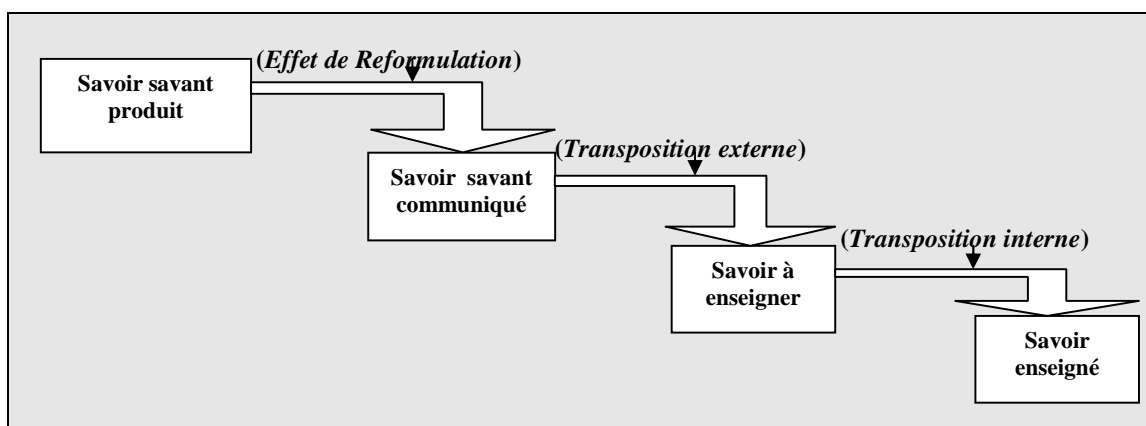 (Effet de Reformulation)
Savoir savant
produit
(Transposition externe)
Savoir savant
communiqué
(Transposition interne)
Savoir à
enseigner
Savoir
enseigné